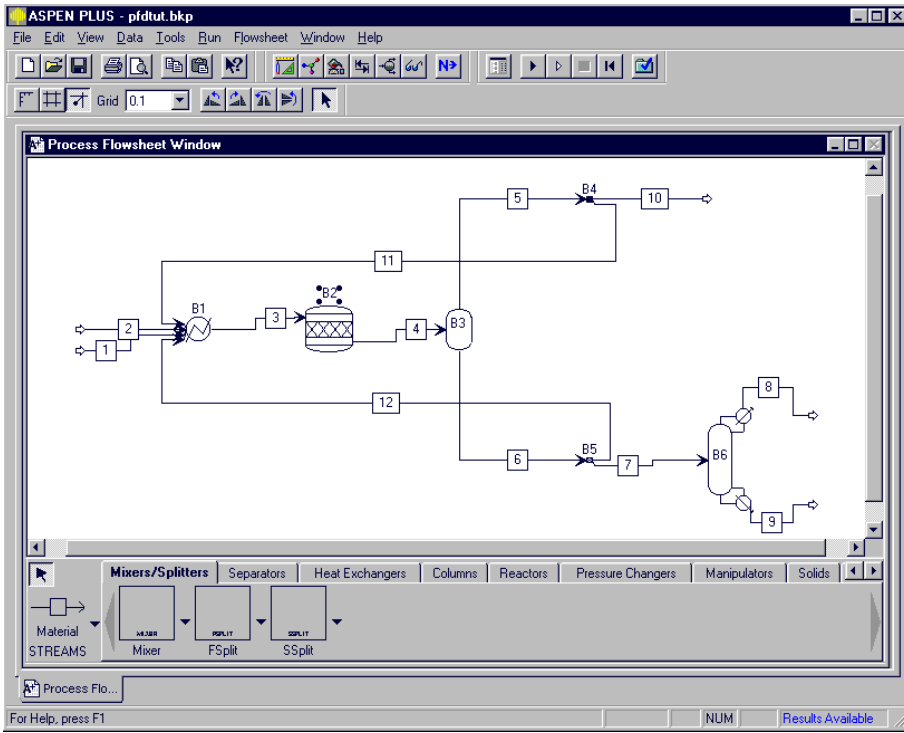 ASPEN PLUS - pfdtut.bkp
File Edit View Data Tools Run Flowsheet Window Help
N
Grid 0.1
Process Flowsheet Window
5 B4 10
11
B2
B1
2 3 4 B3
1
12
8
B6
6 B5 7
9
Mixers/Splitters Separators Heat Exchangers Columns Reactors Pressure Changers Manipulators Solids
MIXER FSPLIT SSPLIT
Material Mixer FSplit SSplit
STREAMS
Process Flo...
For Help, press F1 NUM Results Available